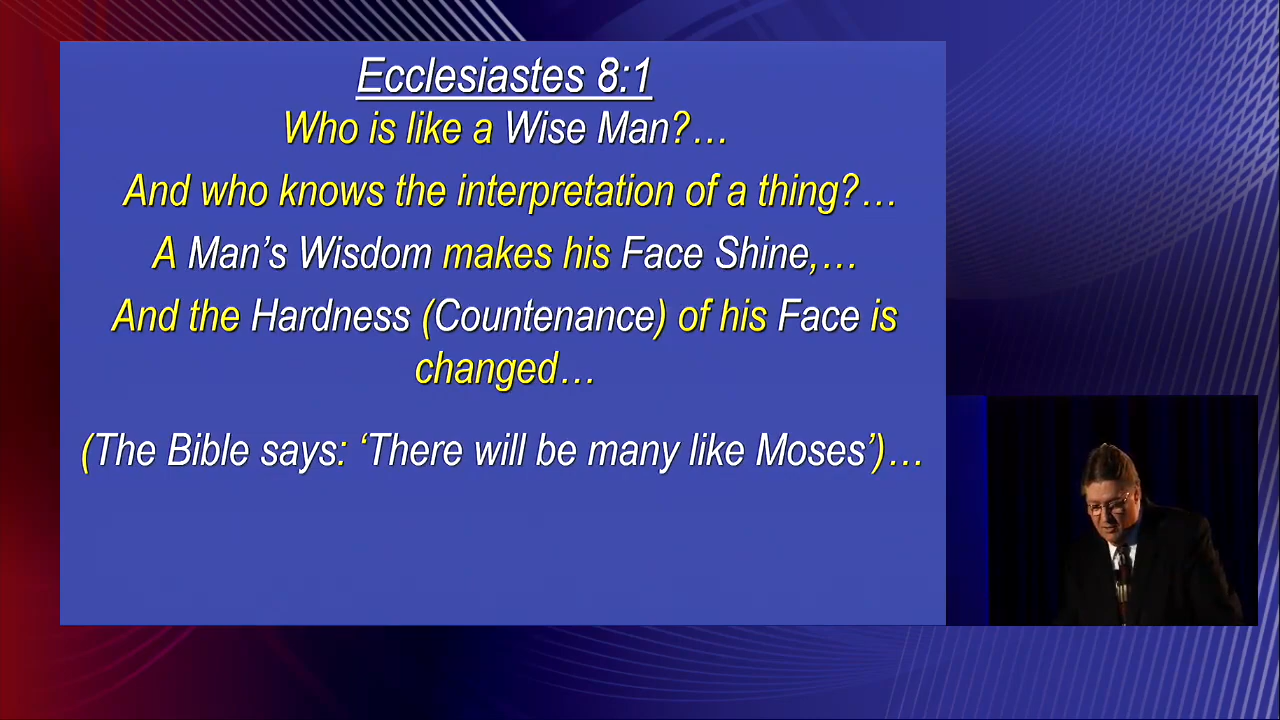 Ecclesiastes 8:1
Who is like a Wise Man?…
And who knows the interpretation of a thing?…
A Man’s Wisdom makes his Face Shine,…
And the Hardness (Countenance) of his Face is
changed…
(The Bible says: ‘There will be many like Moses’)…